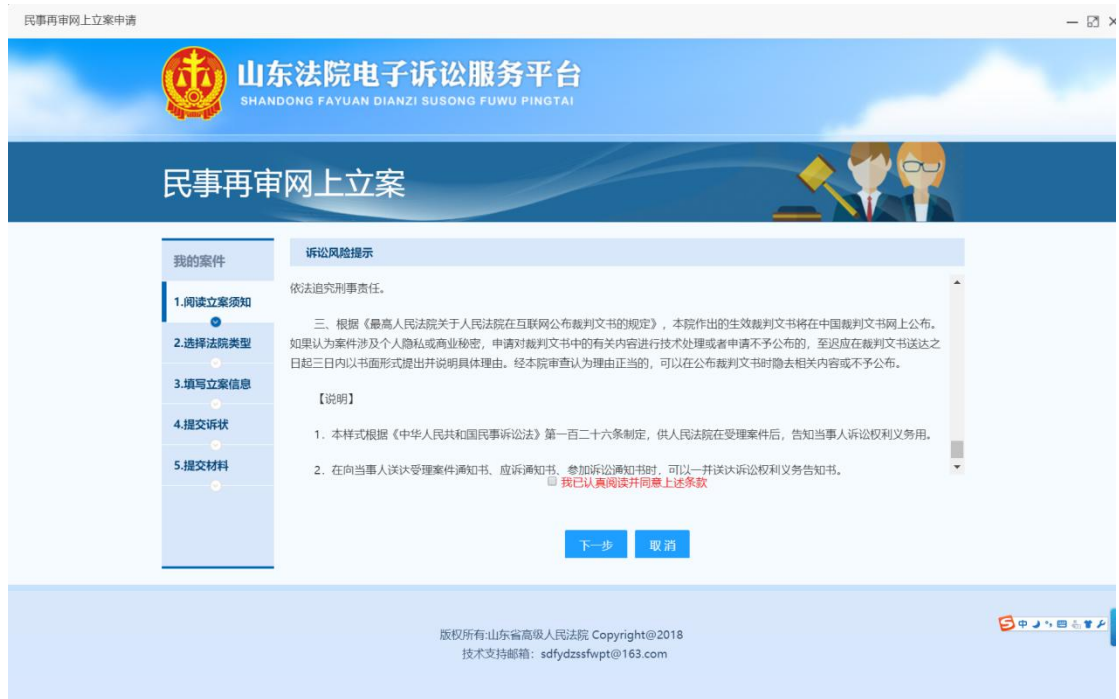 民事再审网上立案申请
山东法院电子诉讼服务平台
SHANDONG FAYUAN DIANZI SUSONG FUWU PINGTAI
民事再审网上立案
我的案件
1.阅读立案须知
2.选择法院类型
3.填写立案信息
4.提交诉状
5.提交材料
诉讼风险提示
依法追究刑事责任。
三、根据《最高人民法院关于人民法院在互联网公布裁判文书的规定》，本院作出的生效裁判文书将在中国裁判文书网上公布。
如果认为案件涉及个人隐私或商业秘密，申请对裁判文书中的有关内容进行技术处理或者申请不予公布的，至迟应在裁判文书送达之
日起三日内以书面形式提出并说明具体理由。经本院审查认为理由正当的，可以在公布裁判文书时隐去相关内容或不予公布。
【说明】
1．本样式根据《中华人民共和国民事诉讼法》第一百二十六条制定，供人民法院在受理案件后，告知当事人诉讼权利义务用。
2．在向当事人送达受理案件通知书、应诉通知书、参加诉讼通知书时，可以一并送达诉讼权利义务告知书。
我已认真阅读并同意上述条款
下一步
取消
版权所有:山东省高级人民法院 Copyright@2018
技术支持邮箱：sdfydzssfwpt@163.com
中